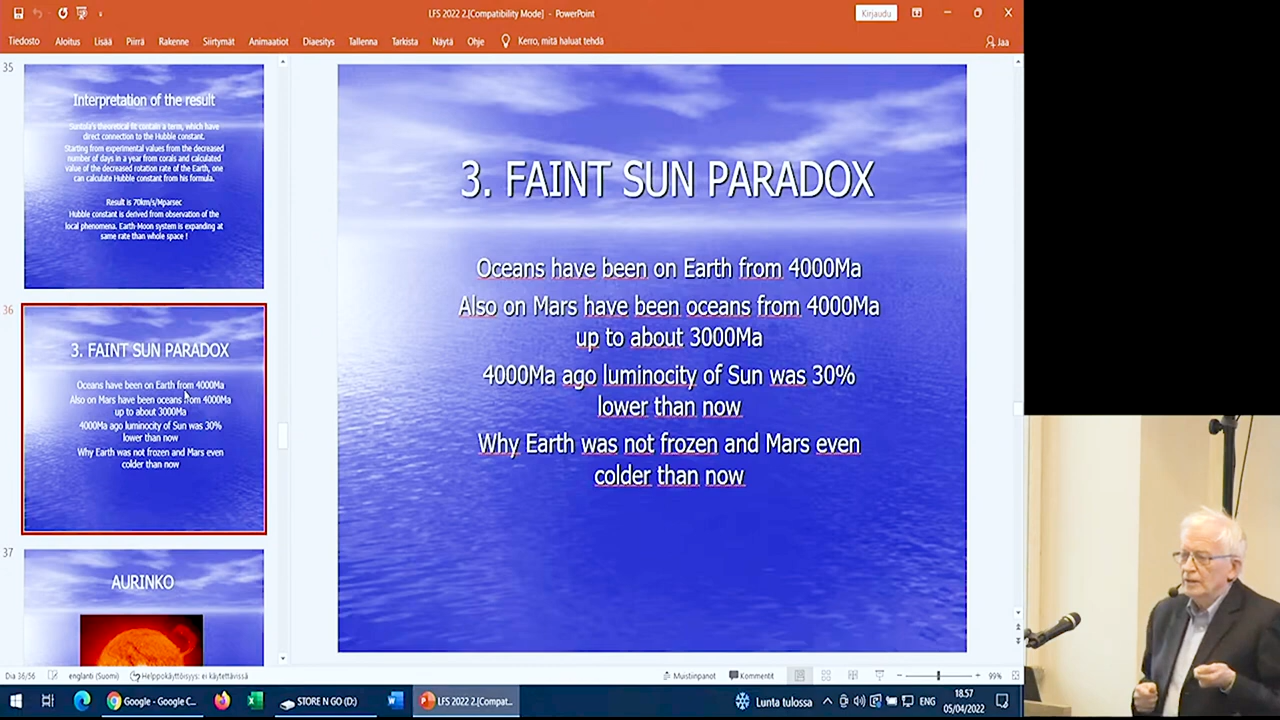 LFS 2022 2.[Compatibility Mode] - PowerPoint
Kirjaudu
Tiedosto Aloitus Lisää Piirrä Rakenne Siirtymät Animaatiot Diaesitys Tallenna Tarkista Näytä Ohje Kerro, mitä haluat tehdä Jaa
35
Interpretation of the result
Suntola's theoretical fit contain a term, which have
direct connection to the Hubble constant.
Starting from experimental values from the decreased
number of days in a year from corals and calculated
value of the decreased rotation rate of the Earth, one
can calculate Hubble constant from his formula.
Result is 70km/s/Mparsec
Hubble constant is derived from observation of the
local phenomena. Earth-Moon system is expanding at
same rate than whole space !
36
3. FAINT SUN PARADOX
Oceans have been on Earth from 4000Ma
Also on Mars have been oceans from 4000Ma
up to about 3000Ma
4000Ma ago luminocity of Sun was 30%
lower than now
Why Earth was not frozen and Mars even
colder than now
37
AURINKO
3. FAINT SUN PARADOX
Oceans have been on Earth from 4000Ma
Also on Mars have been oceans from 4000Ma
up to about 3000Ma
4000Ma ago luminocity of Sun was 30%
lower than now
Why Earth was not frozen and Mars even
colder than now
Dia 36/56 englanti (Suomi) Helppokäyttöisyys: ei käytettävissä Muistiinpanot Kommentit 99%
Google - Google C... STORE N GO (D:) LFS 2022 2.[Compat... Lunta tulossa ENG 18.57
05/04/2022